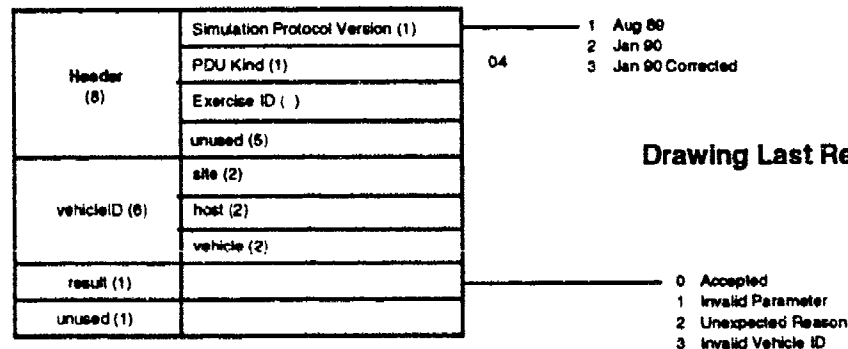 Simulation Protocol Version (1)
1 Aug 89
2 Jan 90
3 Jan 90 Corrected
Header
(8)
PDU Kind (1)
04
Exercise ID ( )
unused (5)
Drawing Last Re
vehicleID (6)
site (2)
host (2)
vehicle (2)
result (1)
0 Accepted
1 Invalid Parameter
2 Unexpected Reason
3 Invalid Vehicle ID
unused (1)